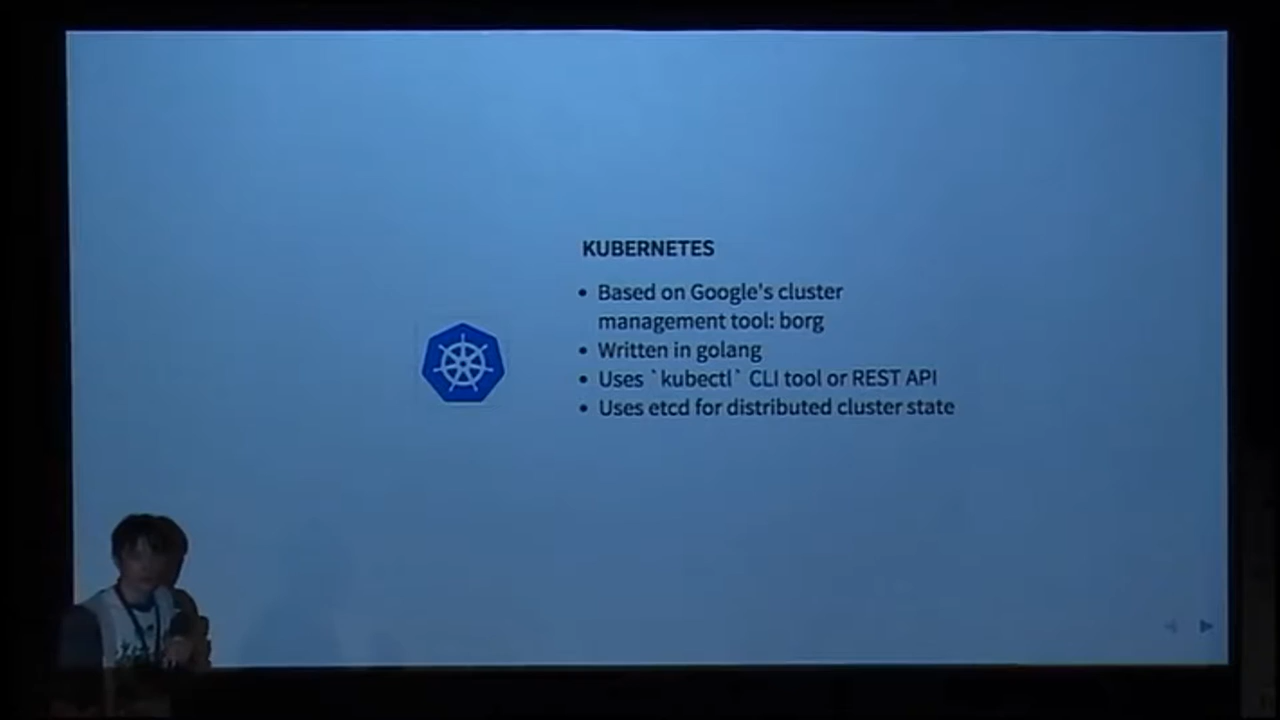 KUBERNETES
• Based on Google's cluster
management tool: borg
• Written in golang
• Uses `kubectl` CLI tool or REST API
• Uses etcd for distributed cluster state